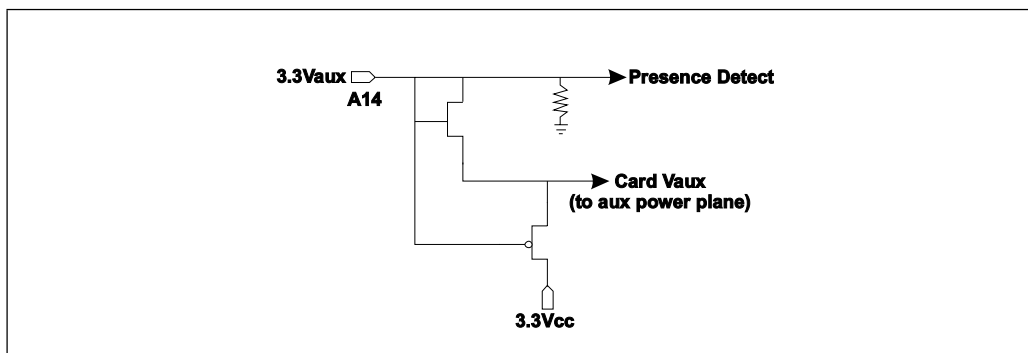 3.3Vaux
A14
Presence Detect
Card Vaux
(to aux power plane)
3.3Vcc